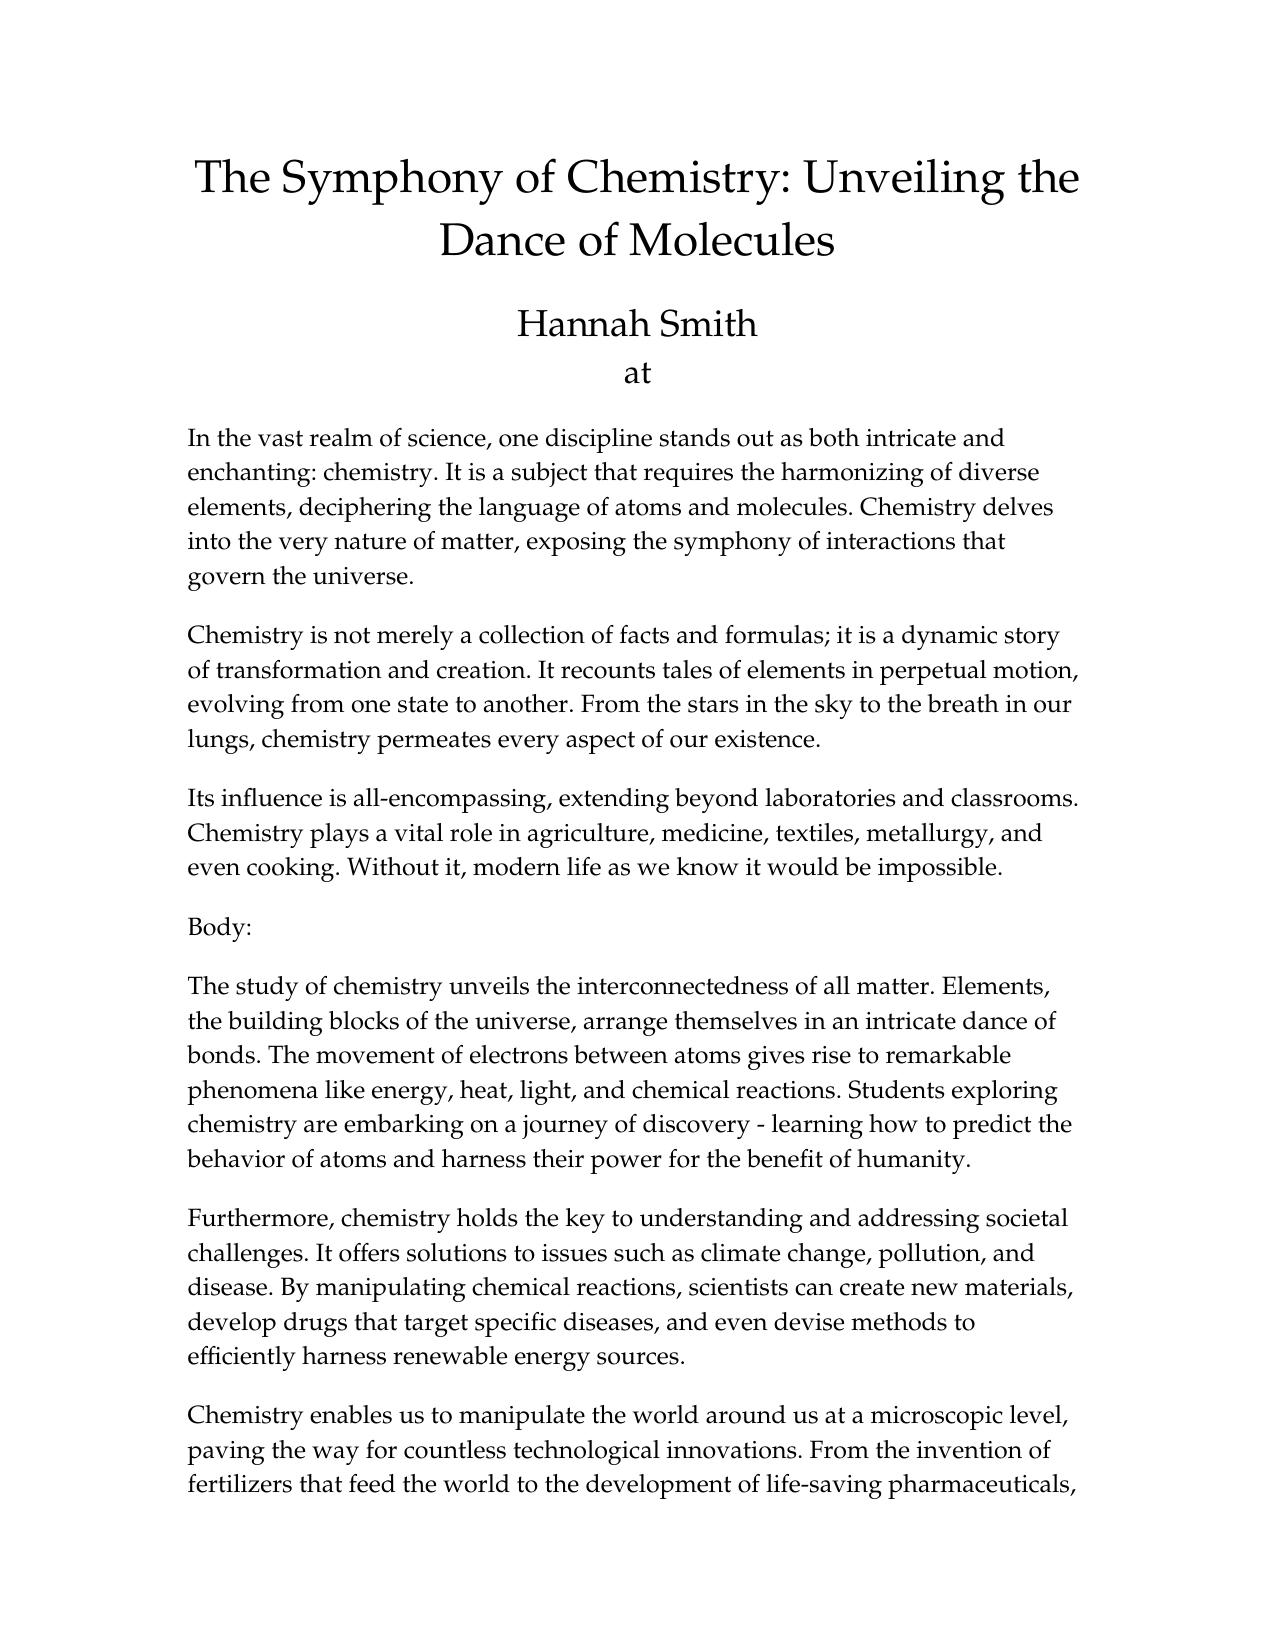 The Symphony of Chemistry: Unveiling the
Dance of Molecules
Hannah Smith
at
In the vast realm of science, one discipline stands out as both intricate and
enchanting: chemistry. It is a subject that requires the harmonizing of diverse
elements, deciphering the language of atoms and molecules. Chemistry delves
into the very nature of matter, exposing the symphony of interactions that
govern the universe.
Chemistry is not merely a collection of facts and formulas; it is a dynamic story
of transformation and creation. It recounts tales of elements in perpetual motion,
evolving from one state to another. From the stars in the sky to the breath in our
lungs, chemistry permeates every aspect of our existence.
Its influence is all-encompassing, extending beyond laboratories and classrooms.
Chemistry plays a vital role in agriculture, medicine, textiles, metallurgy, and
even cooking. Without it, modern life as we know it would be impossible.
Body:
The study of chemistry unveils the interconnectedness of all matter. Elements,
the building blocks of the universe, arrange themselves in an intricate dance of
bonds. The movement of electrons between atoms gives rise to remarkable
phenomena like energy, heat, light, and chemical reactions. Students exploring
chemistry are embarking on a journey of discovery - learning how to predict the
behavior of atoms and harness their power for the benefit of humanity.
Furthermore, chemistry holds the key to understanding and addressing societal
challenges. It offers solutions to issues such as climate change, pollution, and
disease. By manipulating chemical reactions, scientists can create new materials,
develop drugs that target specific diseases, and even devise methods to
efficiently harness renewable energy sources.
Chemistry enables us to manipulate the world around us at a microscopic level,
paving the way for countless technological innovations. From the invention of
fertilizers that feed the world to the development of life-saving pharmaceuticals,